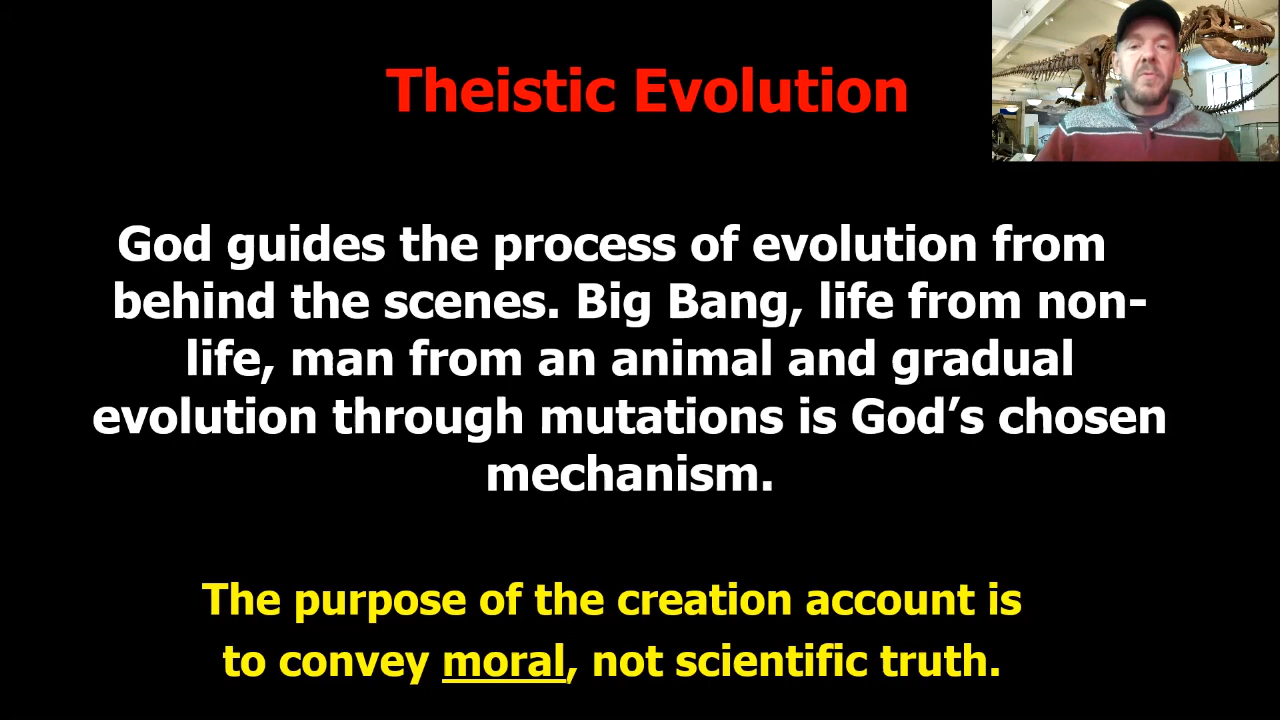 Theistic Evolution
God guides the process of evolution from
behind the scenes. Big Bang, life from non-
life, man from an animal and gradual
evolution through mutations is God’s chosen
mechanism.
The purpose of the creation account is
to convey moral, not scientific truth.